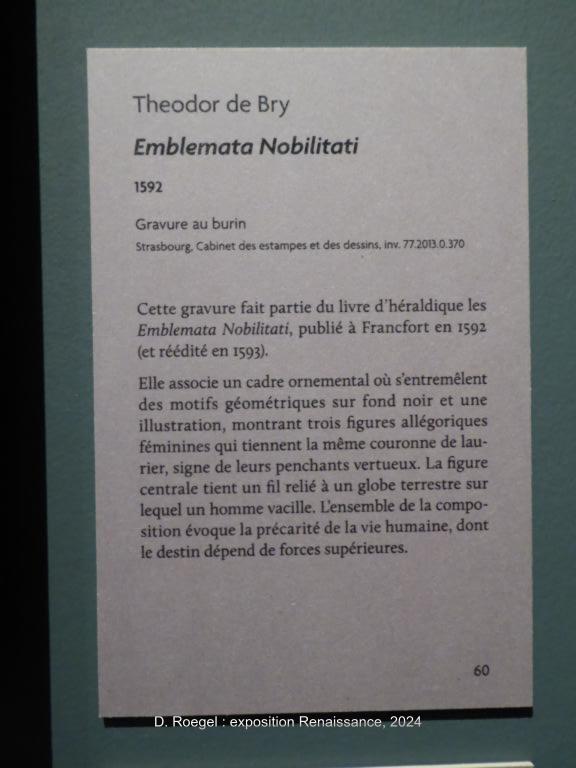 Theodor de Bry
Emblemata Nobilitati
1592
Gravure au burin
Strasbourg, Cabinet des estampes et des dessins, inv. 77.2013.0.370
Cette gravure fait partie du livre d'héraldique les
Emblemata Nobilitati, publié à Francfort en 1592
(et réédité en 1593).
Elle associe un cadre ornemental où s'entremêlent
des motifs géométriques sur fond noir et une
illustration, montrant trois figures allégoriques
féminines qui tiennent la même couronne de lau-
rier, signe de leurs penchants vertueux. La figure
centrale tient un fil relié à un globe terrestre sur
lequel un homme vacille. L'ensemble de la compo-
sition évoque la précarité de la vie humaine, dont
le destin dépend de forces supérieures.
60
D. Roegel : exposition Renaissance, 2024